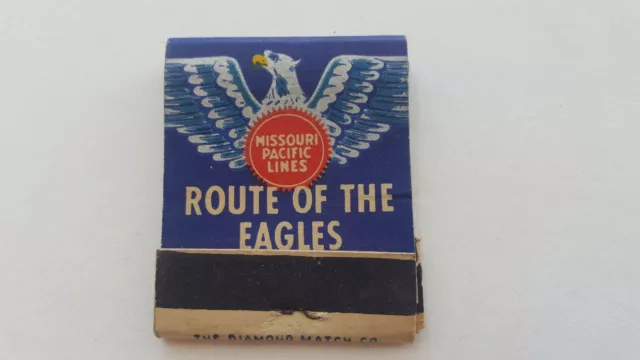 MISSOURI
PACIFIC
LINES
ROUTE OF THE
EAGLES
THE DIAMOND MATCH CO